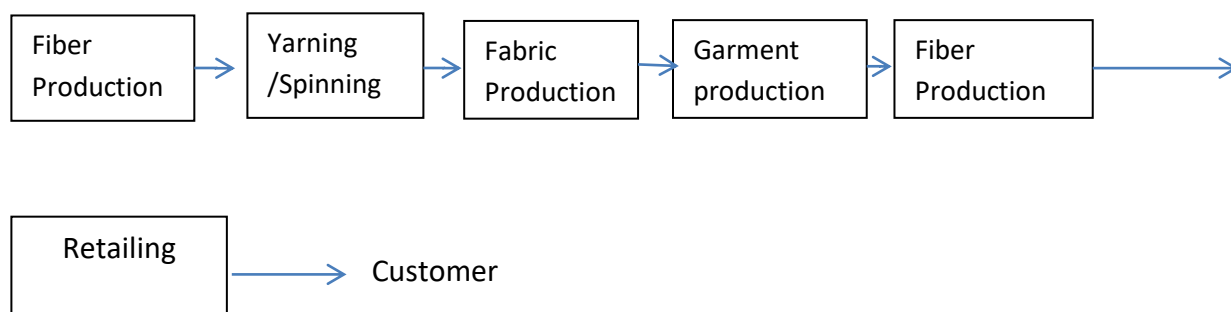 Fiber
Production
Yarning
/Spinning
Fabric
Production
Garment
production
Fiber
Production
Retailing
Customer